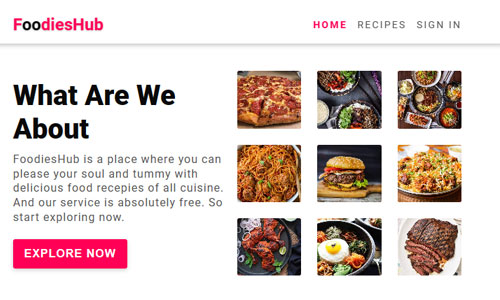 FoodiesHub
HOME RECIPES SIGN IN
What Are We
About
FoodiesHub is a place where you can
please your soul and tummy with
delicious food recepies of all cuisine.
And our service is absolutely free. So
start exploring now.
EXPLORE NOW